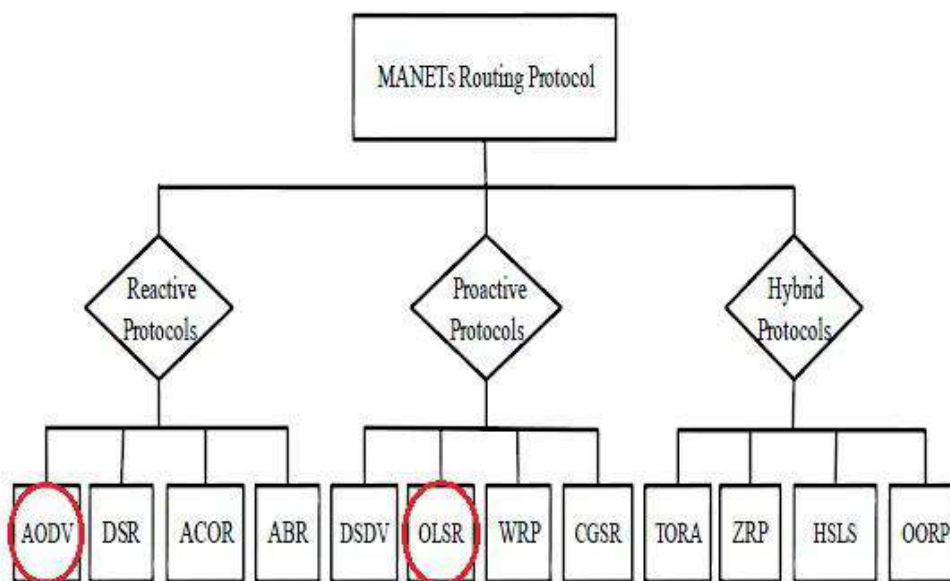 MANETs Routing Protocol
Reactive
Protocols
Proactive
Protocols
Hybrid
Protocols
AODV
DSR
ACOR
ABR
DSDV
OLSR
WRP
CGSR
TORA
ZRP
HSLS
OORP